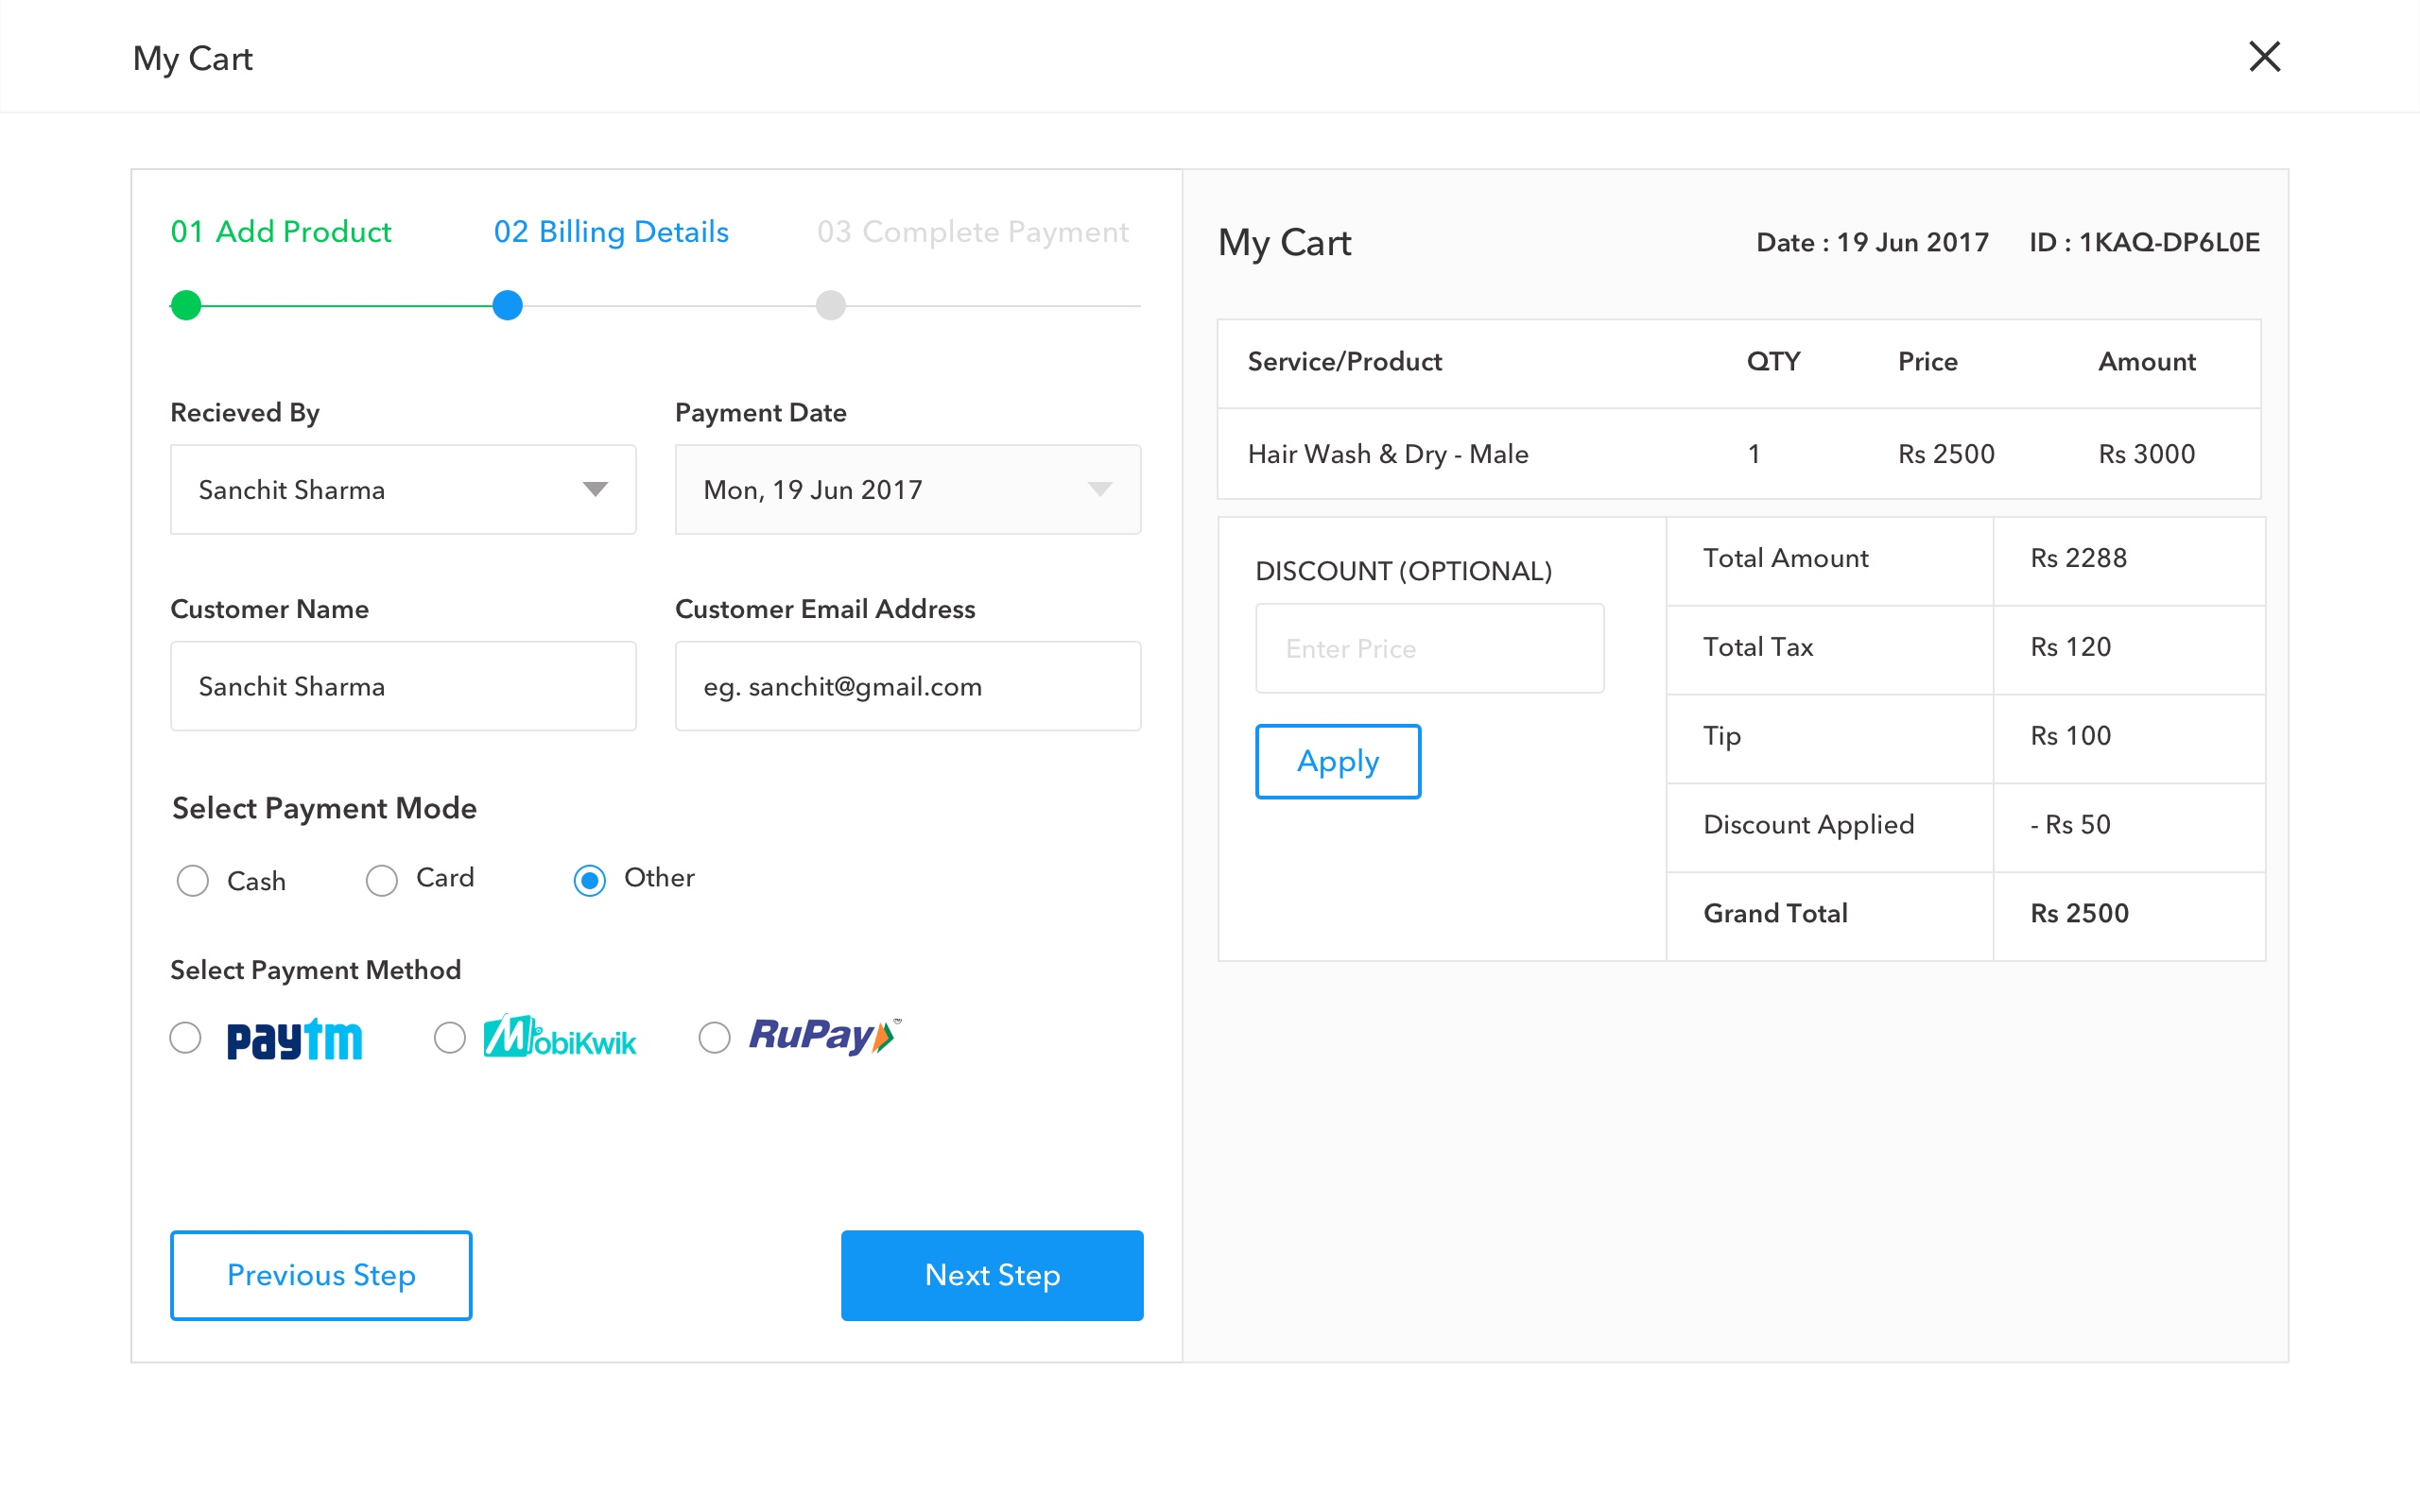 My Cart
01 Add Product
02 Billing Details
03 Complete Payment
Recieved By
Payment Date
Sanchit Sharma
Mon, 19 Jun 2017
Customer Name
Customer Email Address
Sanchit Sharma
eg. sanchit@gmail.com
Select Payment Mode
Cash
Card
Other
Select Payment Method
paytm
MobiKwik
RuPay
Previous Step
Next Step
My Cart
Date : 19 Jun 2017
ID : 1KAQ-DP6L0E
Service/Product QTY Price Amount
Hair Wash & Dry - Male 1 Rs 2500 Rs 3000
DISCOUNT (OPTIONAL)
Enter Price
Apply
Total Amount Rs 2288
Total Tax Rs 120
Tip Rs 100
Discount Applied - Rs 50
Grand Total Rs 2500